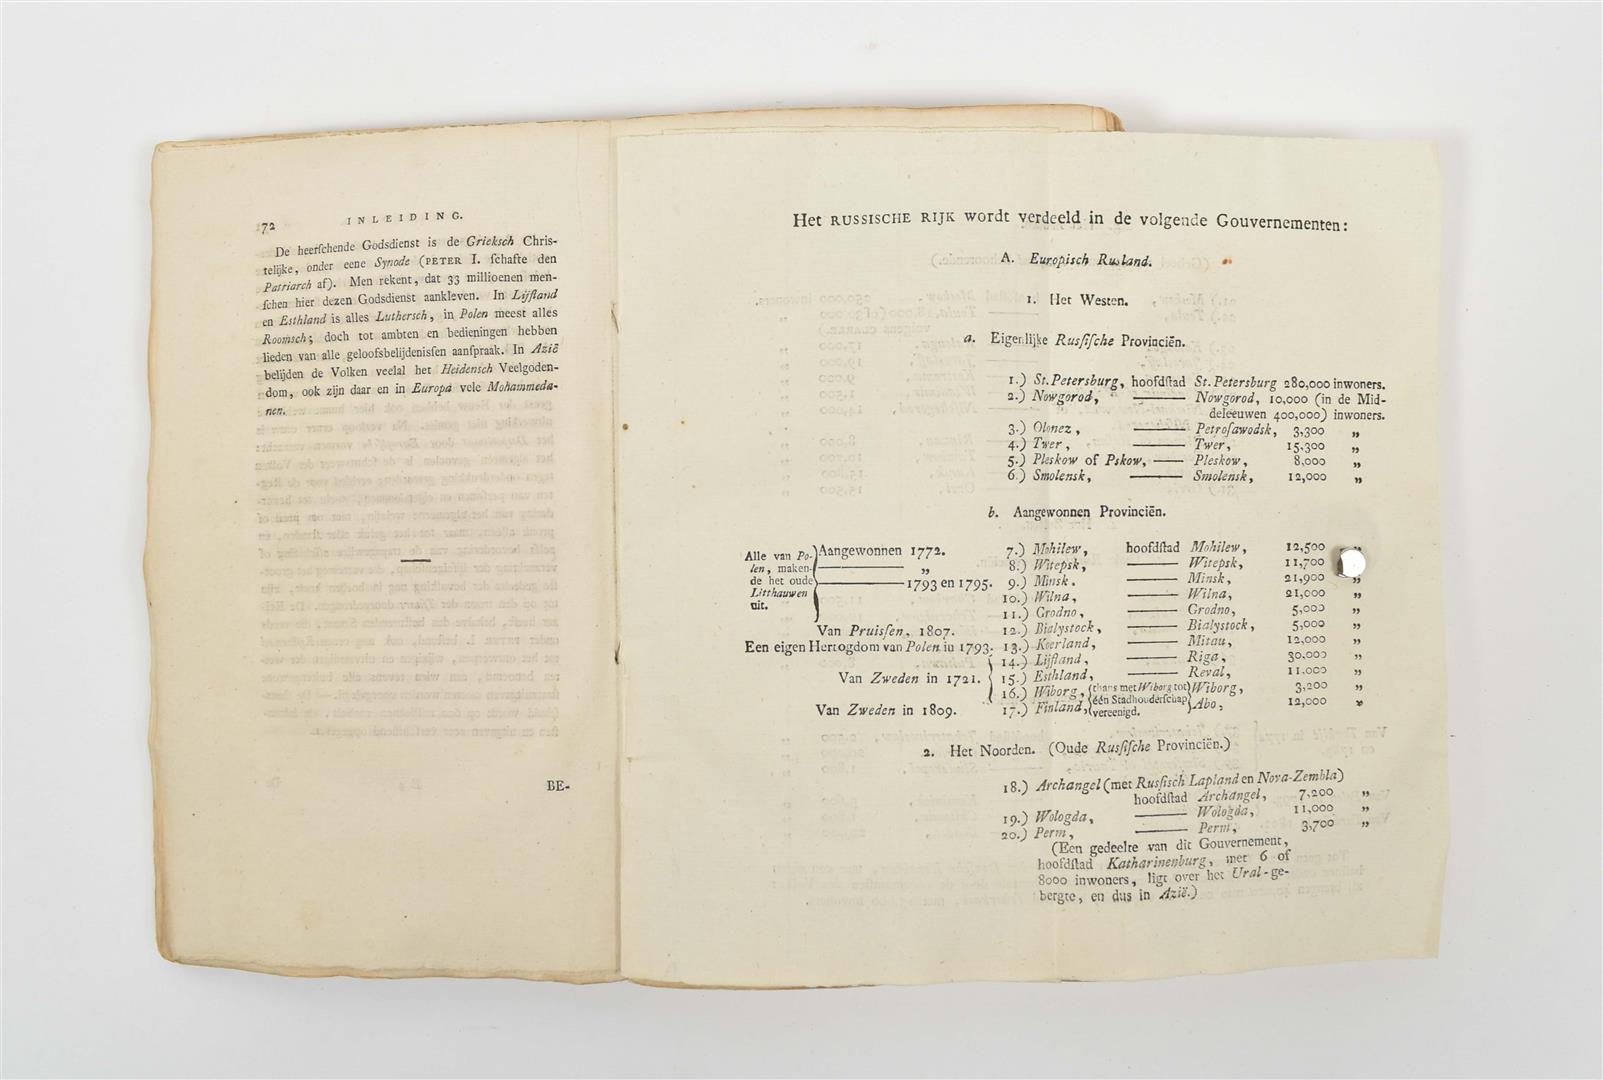 72 INLEIDING.
De heerſchende Godsdienst is de Grieksch Chris-
telijke, onder eene Synode (PETER I. ſchafte den
Patriarch af). Men rekent, dat 33 millioenen men-
ſchen hier dezen Godsdienst aankleven. In Lijfland
en Esthland is alles Luthersch, in Polen meest alles
Roomsch; doch tot ambten en bedieningen hebben
lieden van alle geloofsbelijdenisſen aanſpraak. In Azië
belijden de Volken veelal het Heidensch Veelgoden-
dom, ook zijn daar en in Europa vele Mohammeda-
nen.
BE-
Het RUSSISCHE RIJK wordt verdeeld in de volgende Gouvernementen:
A. Europisch Rusland.
1. Het Westen.
a. Eigenlijke Rusſiſche Provinciën.
1.) St. Petersburg, hoofdſtad St. Petersburg 280,000 inwoners.
2.) Nowgorod, —— Nowgorod, 10,000 (in de Mid-
deleeuwen 400,000) inwoners.
3.) Olonez, —— Petroſawodsk, 3,300 „
4.) Twer, —— Twer, 15,300 „
5.) Pleskow of Pskow, —— Pleskow, 8,000 „
6.) Smolensk, —— Smolensk, 12,000 „
b. Aangewonnen Provinciën.
Alle van Po-
len, maken-
de het oude
Litthauwen
uit.
Aangewonnen 1772. 7.) Mohilew, hoofdſtad Mohilew, 12,500 „
—— „ 8.) Witepsk, —— Witepsk, 11,700
—— 1793 en 1795. 9.) Minsk. —— Minsk, 21,900 „
10.) Wilna, —— Wilna, 21,000 „
11.) Grodno, —— Grodno, 5,000 „
Van Pruisſen, 1807. 12.) Bialystock, —— Bialystock, 5,000 „
Een eigen Hertogdom van Polen in 1793. 13.) Koerland, —— Mitau, 12,000 „
14.) Lijfland, —— Riga, 30,000 „
Van Zweden in 1721. 15.) Esthland, —— Reval, 11,000 „
16.) Wiborg, (thans met Wiborg tot Wiborg, 3,200 „
één Stadhouderſchap
Van Zweden in 1809. 17.) Finland, vereenigd. Abo, 12,000 „
2. Het Noorden. (Oude Rusſiſche Provinciën.)
18.) Archangel (met Rusſisch Lapland en Nova-Zembla)
hoofdſtad Archangel, 7,200 „
19.) Wologda, —— Wologda, 11,000 „
20.) Perm, —— Perm, 3,700 „
(Een gedeelte van dit Gouvernement,
hoofdſtad Katharinenburg, met 6 of
8000 inwoners, ligt over het Ural-ge-
bergte, en dus in Azië.)